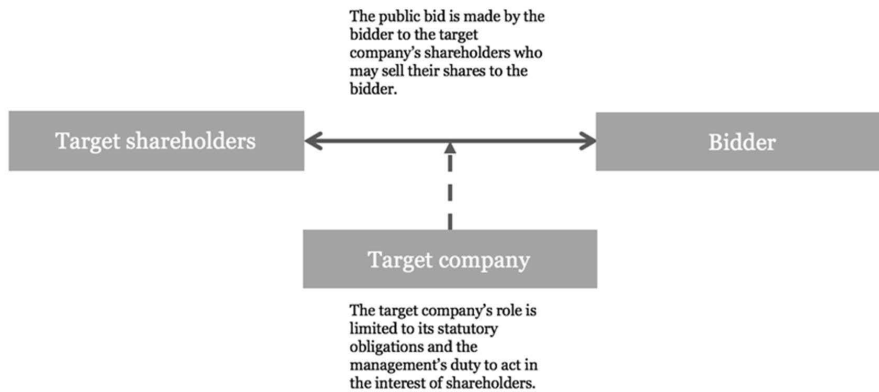 The public bid is made by the
bidder to the target
company's shareholders who
may sell their shares to the
bidder.
Target shareholders
Bidder
Target company
The target company's role is
limited to its statutory
obligations and the
management's duty to act in
the interest of shareholders.